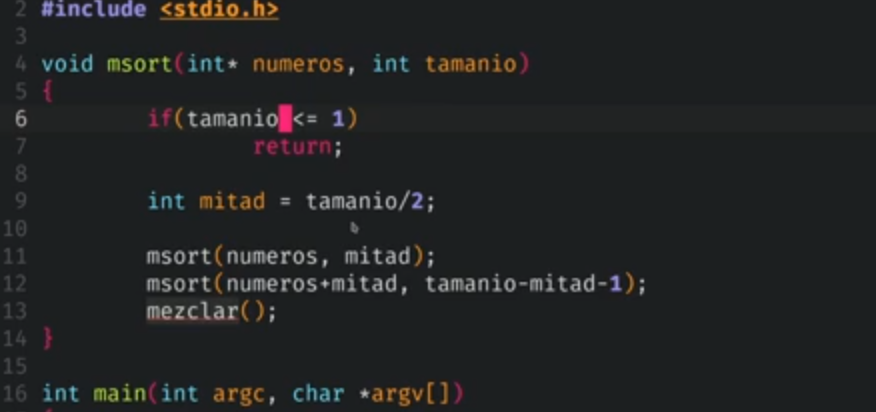 2 #include <stdio.h>
3
4 void msort(int* numeros, int tamanio)
5 {
6 if(tamanio <= 1)
7 return;
8
9 int mitad = tamanio/2;
10
11 msort(numeros, mitad);
12 msort(numeros+mitad, tamanio-mitad-1);
13 mezclar();
14 }
15
16 int main(int argc, char *argv[])